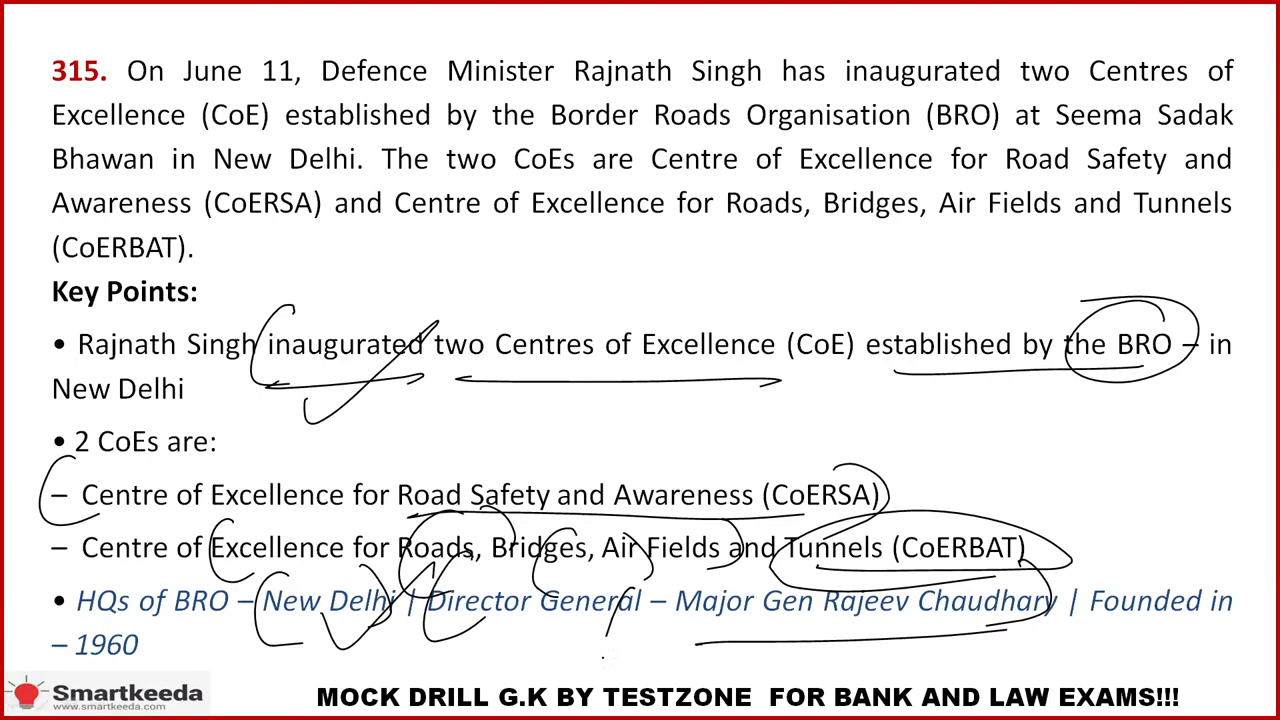 315. On June 11, Defence Minister Rajnath Singh has inaugurated two Centres of
Excellence (CoE) established by the Border Roads Organisation (BRO) at Seema Sadak
Bhawan in New Delhi. The two CoEs are Centre of Excellence for Road Safety and
Awareness (CoERSA) and Centre of Excellence for Roads, Bridges, Air Fields and Tunnels
(CoERBAT).
Key Points:
• Rajnath Singh inaugurated two Centres of Excellence (CoE) established by the BRO – in
New Delhi
• 2 CoEs are:
– Centre of Excellence for Road Safety and Awareness (CoERSA)
– Centre of Excellence for Roads, Bridges, Air Fields and Tunnels (CoERBAT)
• HQs of BRO – New Delhi | Director General – Major Gen Rajeev Chaudhary | Founded in
– 1960
Smartkeeda
www.smartkeeda.com
MOCK DRILL G.K BY TESTZONE FOR BANK AND LAW EXAMS!!!